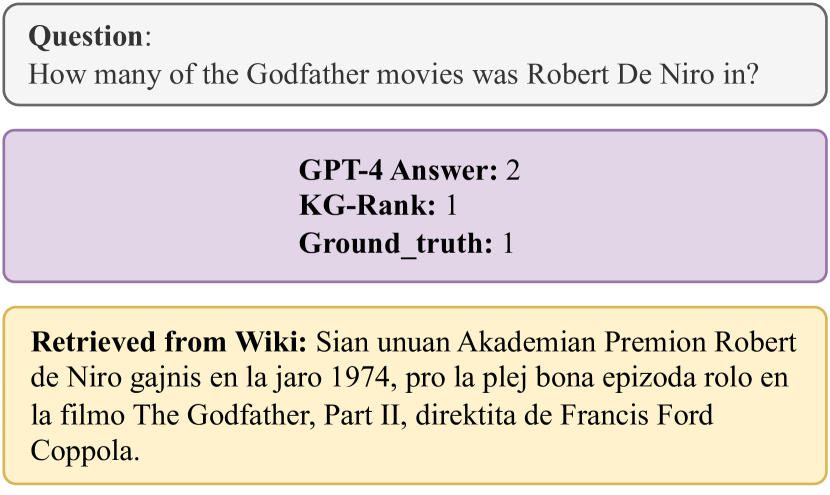 Question:
How many of the Godfather movies was Robert De Niro in?
GPT-4 Answer: 2
KG-Rank: 1
Ground_truth: 1
Retrieved from Wiki: Sian unuan Akademian Premion Robert
de Niro gajnis en la jaro 1974, pro la plej bona epizoda rolo en
la filmo The Godfather, Part II, direktita de Francis Ford
Coppola.